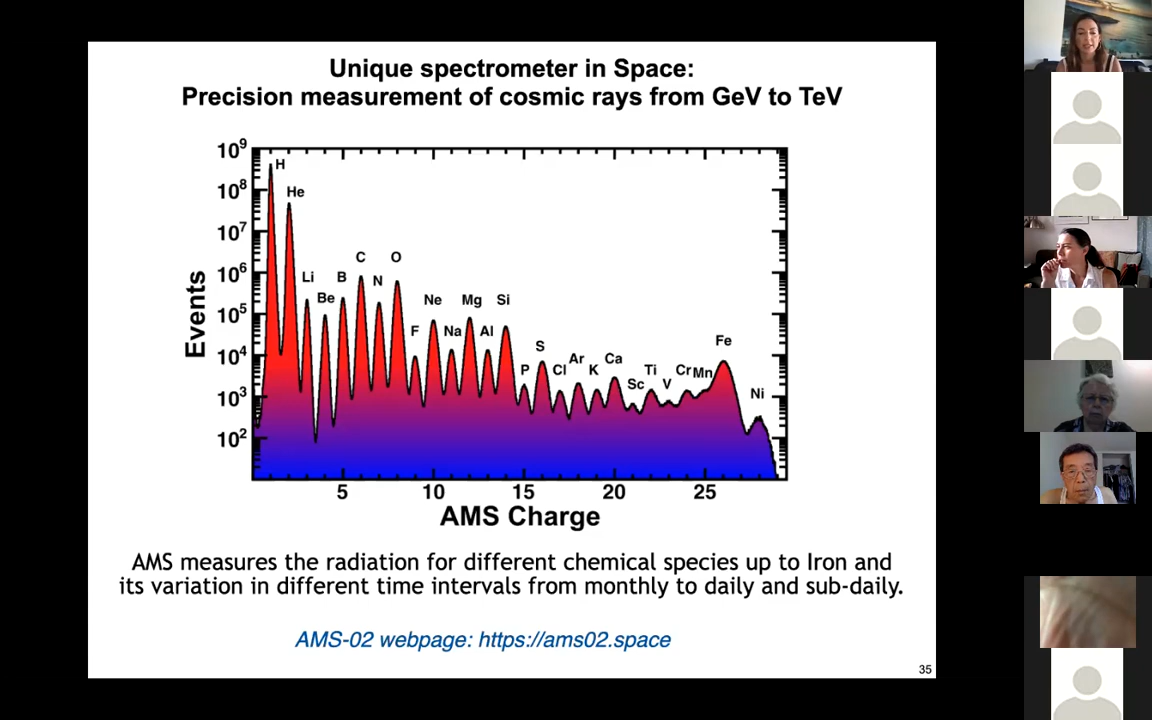 Unique spectrometer in Space:
Precision measurement of cosmic rays from GeV to TeV
10⁹
10⁸
10⁷
10⁶
10⁵
10⁴
10³
10²
Events
H
He
Li
Be
B
C
N
O
F
Ne
Na
Mg
Al
Si
P
S
Cl
Ar
K
Ca
Sc
Ti
V
Cr
Mn
Fe
Ni
5 10 15 20 25
AMS Charge
AMS measures the radiation for different chemical species up to Iron and
its variation in different time intervals from monthly to daily and sub-daily.
AMS-02 webpage: https://ams02.space
35